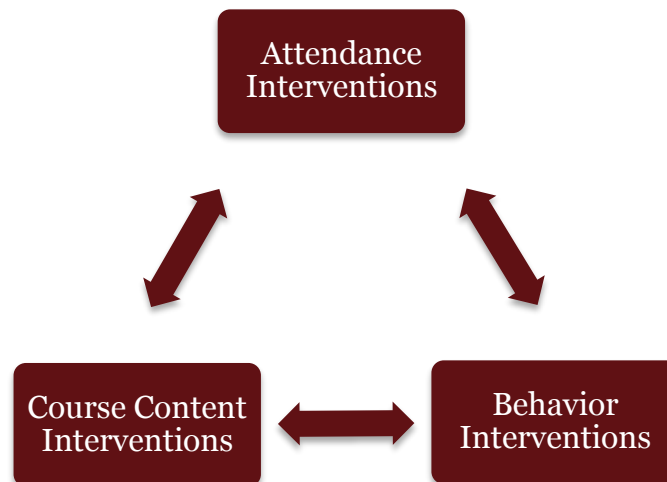 Attendance
Interventions
Course Content
Interventions
Behavior
Interventions